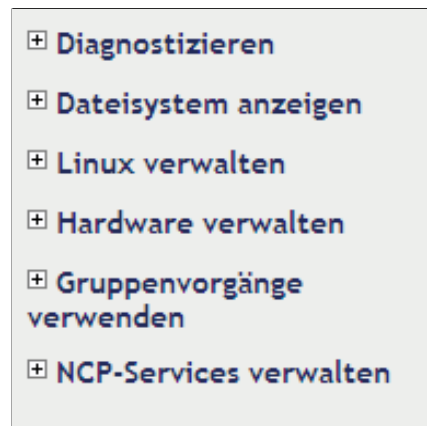 Diagnostizieren
Dateisystem anzeigen
Linux verwalten
Hardware verwalten
Gruppenvorgänge
verwenden
NCP-Services verwalten